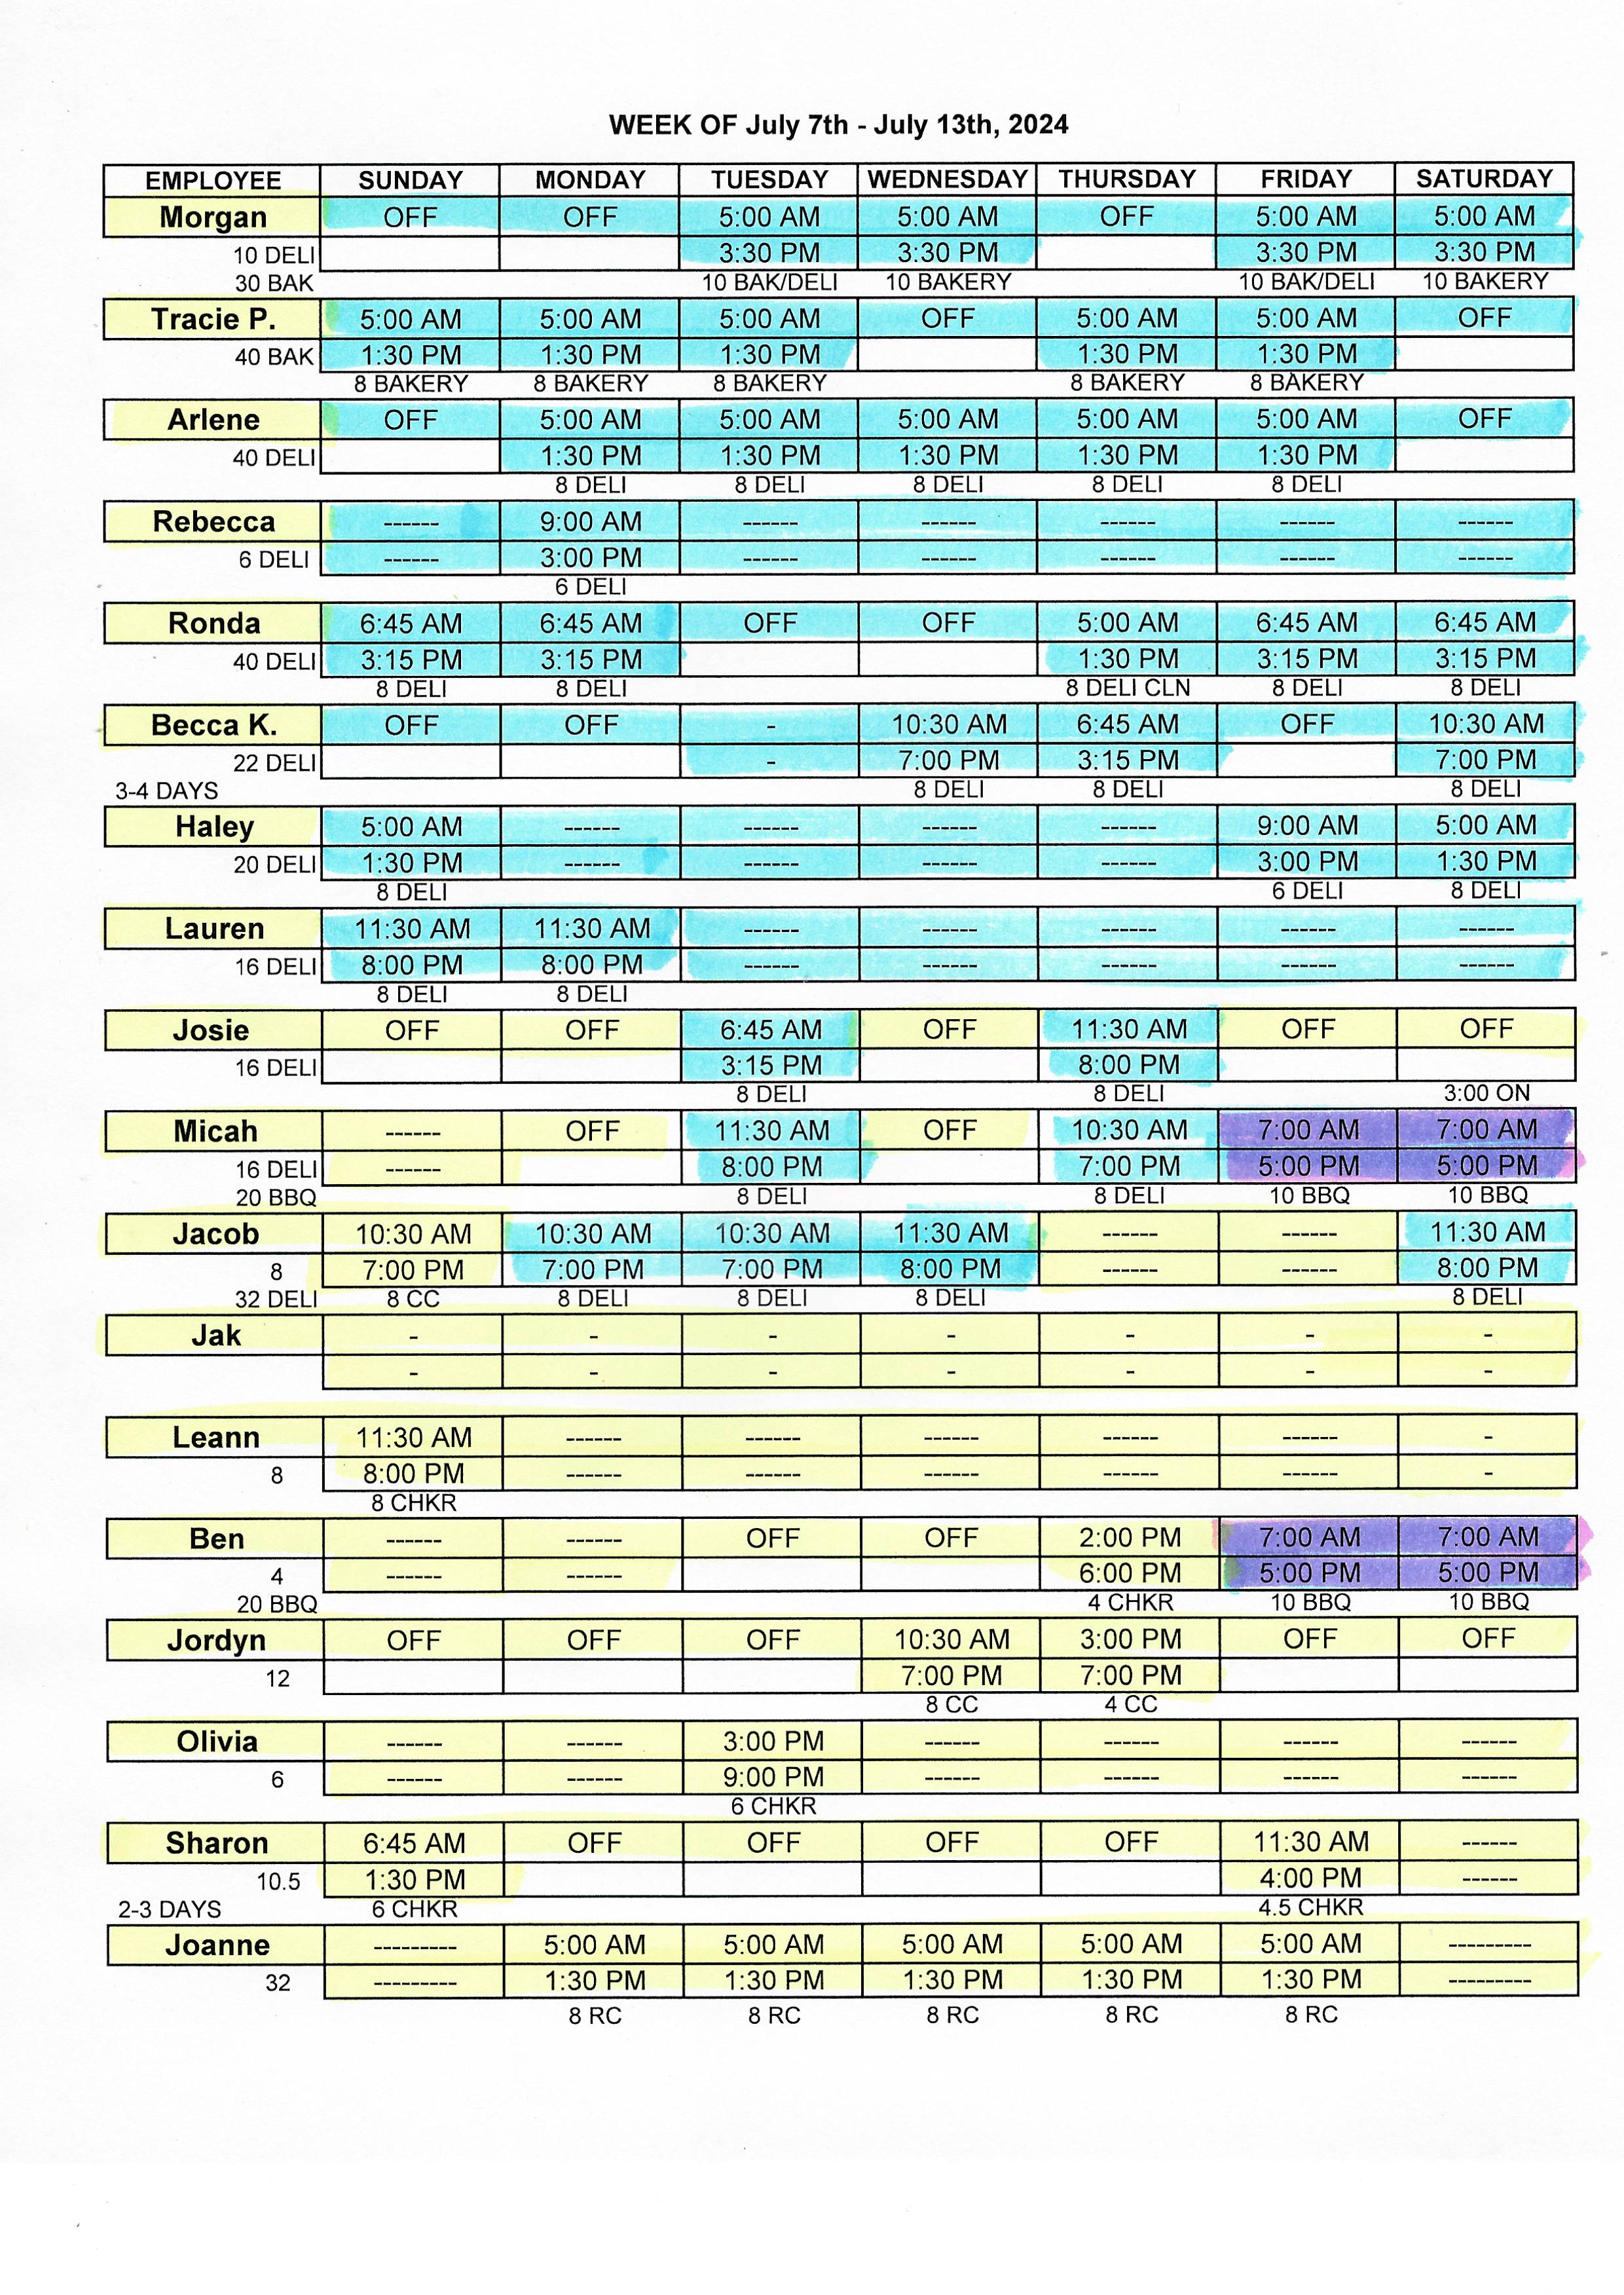 WEEK OF July 7th - July 13th, 2024
EMPLOYEE SUNDAY MONDAY TUESDAY WEDNESDAY THURSDAY FRIDAY SATURDAY
Morgan OFF OFF 5:00 AM 5:00 AM OFF 5:00 AM 5:00 AM
10 DELI 3:30 PM 3:30 PM 3:30 PM 3:30 PM
30 BAK 10 BAK/DELI 10 BAKERY 10 BAK/DELI 10 BAKERY
Tracie P. 5:00 AM 5:00 AM 5:00 AM OFF 5:00 AM 5:00 AM OFF
40 BAK 1:30 PM 1:30 PM 1:30 PM 1:30 PM 1:30 PM
8 BAKERY 8 BAKERY 8 BAKERY 8 BAKERY 8 BAKERY
Arlene OFF 5:00 AM 5:00 AM 5:00 AM 5:00 AM 5:00 AM OFF
40 DELI 1:30 PM 1:30 PM 1:30 PM 1:30 PM 1:30 PM
8 DELI 8 DELI 8 DELI 8 DELI 8 DELI
Rebecca ------ 9:00 AM ------ ------ ------ ------ ------
6 DELI ------ 3:00 PM ------ ------ ------ ------ ------
6 DELI
Ronda 6:45 AM 6:45 AM OFF OFF 5:00 AM 6:45 AM 6:45 AM
40 DELI 3:15 PM 3:15 PM 1:30 PM 3:15 PM 3:15 PM
8 DELI 8 DELI 8 DELI CLN 8 DELI 8 DELI
Becca K. OFF OFF - 10:30 AM 6:45 AM OFF 10:30 AM
22 DELI - 7:00 PM 3:15 PM 7:00 PM
3-4 DAYS 8 DELI 8 DELI 8 DELI
Haley 5:00 AM ------ ------ ------ ------ 9:00 AM 5:00 AM
20 DELI 1:30 PM ------ ------ ------ ------ 3:00 PM 1:30 PM
8 DELI 6 DELI 8 DELI
Lauren 11:30 AM 11:30 AM ------ ------ ------ ------ ------
16 DELI 8:00 PM 8:00 PM ------ ------ ------ ------ ------
8 DELI 8 DELI
Josie OFF OFF 6:45 AM OFF 11:30 AM OFF OFF
16 DELI 3:15 PM 8:00 PM
8 DELI 8 DELI 3:00 ON
Micah ------ OFF 11:30 AM OFF 10:30 AM 7:00 AM 7:00 AM
16 DELI ------ 8:00 PM 7:00 PM 5:00 PM 5:00 PM
20 BBQ 8 DELI 8 DELI 10 BBQ 10 BBQ
Jacob 10:30 AM 10:30 AM 10:30 AM 11:30 AM ------ ------ 11:30 AM
8 7:00 PM 7:00 PM 7:00 PM 8:00 PM ------ ------ 8:00 PM
32 DELI 8 CC 8 DELI 8 DELI 8 DELI 8 DELI
Jak - - - - - - -
- - - - - - -
Leann 11:30 AM ------ ------ ------ ------ ------ -
8 8:00 PM ------ ------ ------ ------ ------ -
8 CHKR
Ben ------ ------ OFF OFF 2:00 PM 7:00 AM 7:00 AM
4 ------ ------ 6:00 PM 5:00 PM 5:00 PM
20 BBQ 4 CHKR 10 BBQ 10 BBQ
Jordyn OFF OFF OFF 10:30 AM 3:00 PM OFF OFF
12 7:00 PM 7:00 PM
8 CC 4 CC
Olivia ------ ------ 3:00 PM ------ ------ ------ ------
6 ------ ------ 9:00 PM ------ ------ ------ ------
6 CHKR
Sharon 6:45 AM OFF OFF OFF OFF 11:30 AM ------
10.5 1:30 PM 4:00 PM ------
2-3 DAYS 6 CHKR 4.5 CHKR
Joanne --------- 5:00 AM 5:00 AM 5:00 AM 5:00 AM 5:00 AM ---------
32 --------- 1:30 PM 1:30 PM 1:30 PM 1:30 PM 1:30 PM ---------
8 RC 8 RC 8 RC 8 RC 8 RC